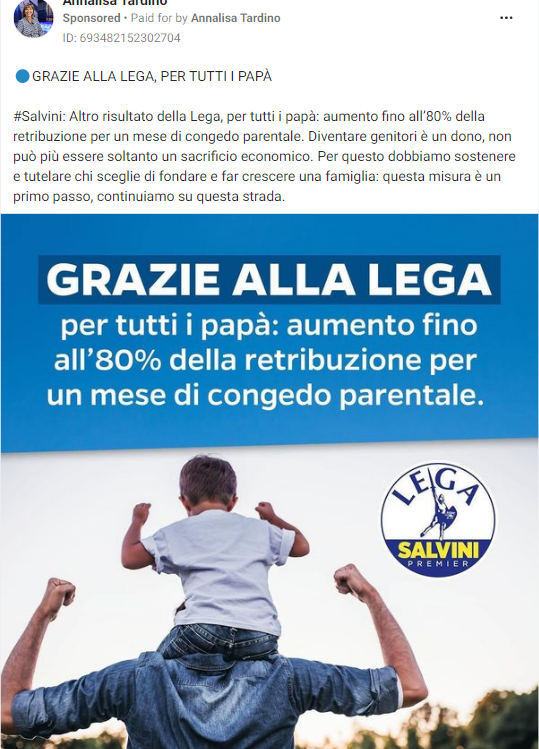 Annalisa Tardino
Sponsored • Paid for by Annalisa Tardino
ID: 693482152302704
GRAZIE ALLA LEGA, PER TUTTI I PAPÀ
#Salvini: Altro risultato della Lega, per tutti i papà: aumento fino all'80% della
retribuzione per un mese di congedo parentale. Diventare genitori è un dono, non
può più essere soltanto un sacrificio economico. Per questo dobbiamo sostenere
e tutelare chi sceglie di fondare e far crescere una famiglia: questa misura è un
primo passo, continuiamo su questa strada.
GRAZIE ALLA LEGA
per tutti i papà: aumento fino
all'80% della retribuzione per
un mese di congedo parentale.
LEGA
SALVINI
PREMIER